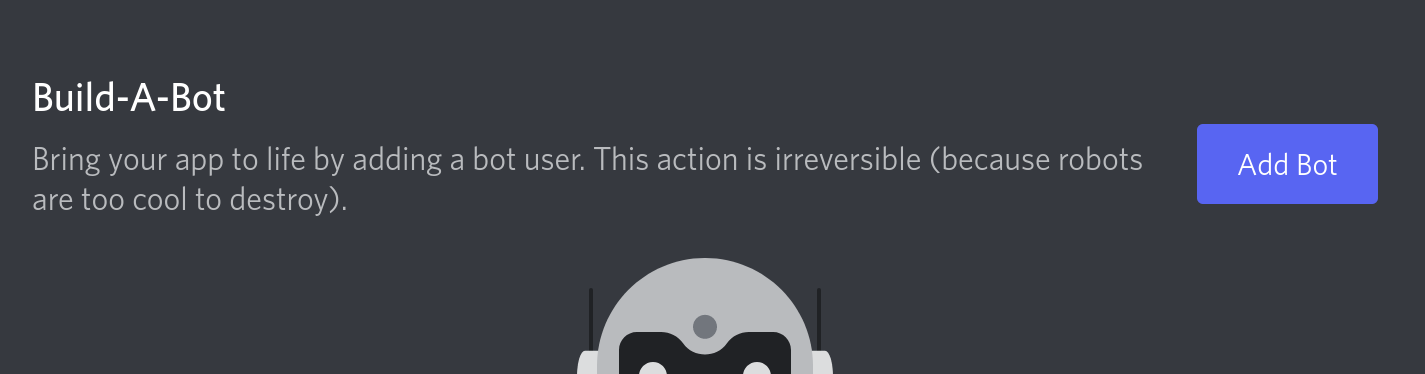 Build-A-Bot
Bring your app to life by adding a bot user. This action is irreversible (because robots
are too cool to destroy).
Add Bot